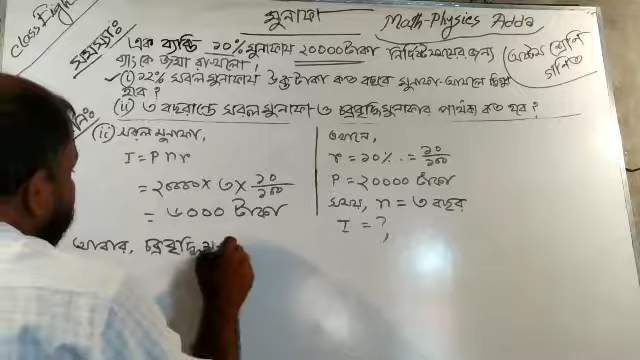 মুনাফা
Math-Physics Adda
Class Eight
সমস্যাঃ
এক ব্যক্তি ১০% মুনাফায় ২০০০০ টাকা নির্দিষ্ট সময়ের জন্য
ব্যাংকে জমা রাখলো,
অষ্টম শ্রেণি
গণিত
(i) ১২% সরল মুনাফায় উক্ত টাকা কত বছরে মুনাফা-আসলে দ্বিগুণ
হবে ?
(ii) ৩ বছরান্তে সরল মুনাফা ও চক্রবৃদ্ধি মুনাফার পার্থক্য কত হবে ?
(ii) সরল মুনাফা,
I = P n r
= ২০০০০ × ৩ × ১০/১০০
= ৬০০০ টাকা
আবার, চক্রবৃদ্ধি
এখানে,
r = ১০% = ১০/১০০
P = ২০০০০ টাকা
সময়, n = ৩ বছর
I = ?,